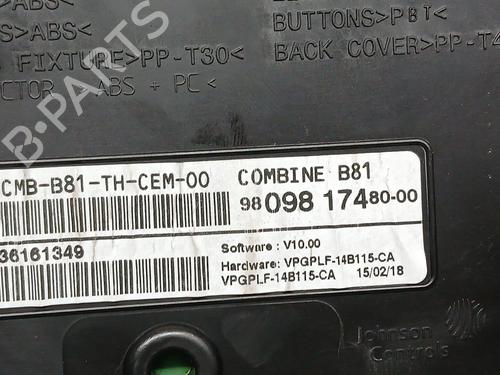 >ABS<
S>ABS<
FIXTURE>PP-T30<
CTOR ABS + PC<
BUTTONS>PBT<
BACK COVER>PP-T4
B-PARTS
CMB-B81-TH-CEM-00
36161349
COMBINE B81
98 098 174 80-00
Software : V10.00
Hardware: VPGPLF-14B115-CA
VPGPLF-14B115-CA 15/02/18
Johnson
Controls